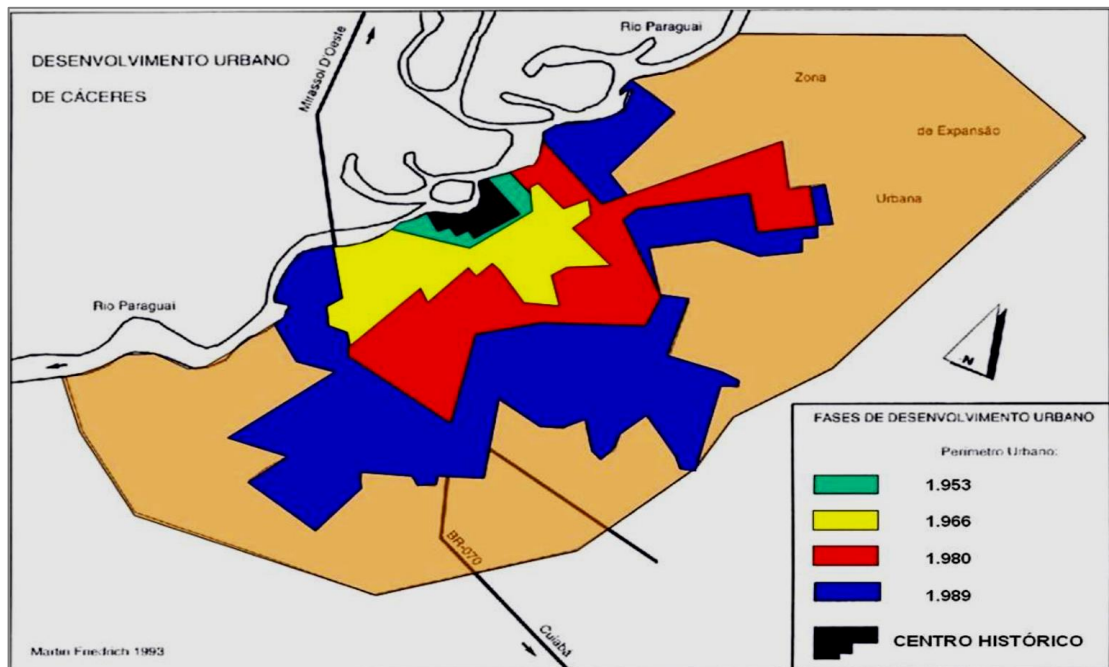 DESENVOLVIMENTO URBANO
DE CÁCERES
Mirassol D'Oeste
Rio Paraguai
Zona
de Expansão
Urbana
Rio Paraguai
N
BR-070
Cuiabá
FASES DE DESENVOLVIMENTO URBANO
Perímetro Urbano:
1.953
1.966
1.980
1.989
CENTRO HISTÓRICO
Martin Friedrich 1993